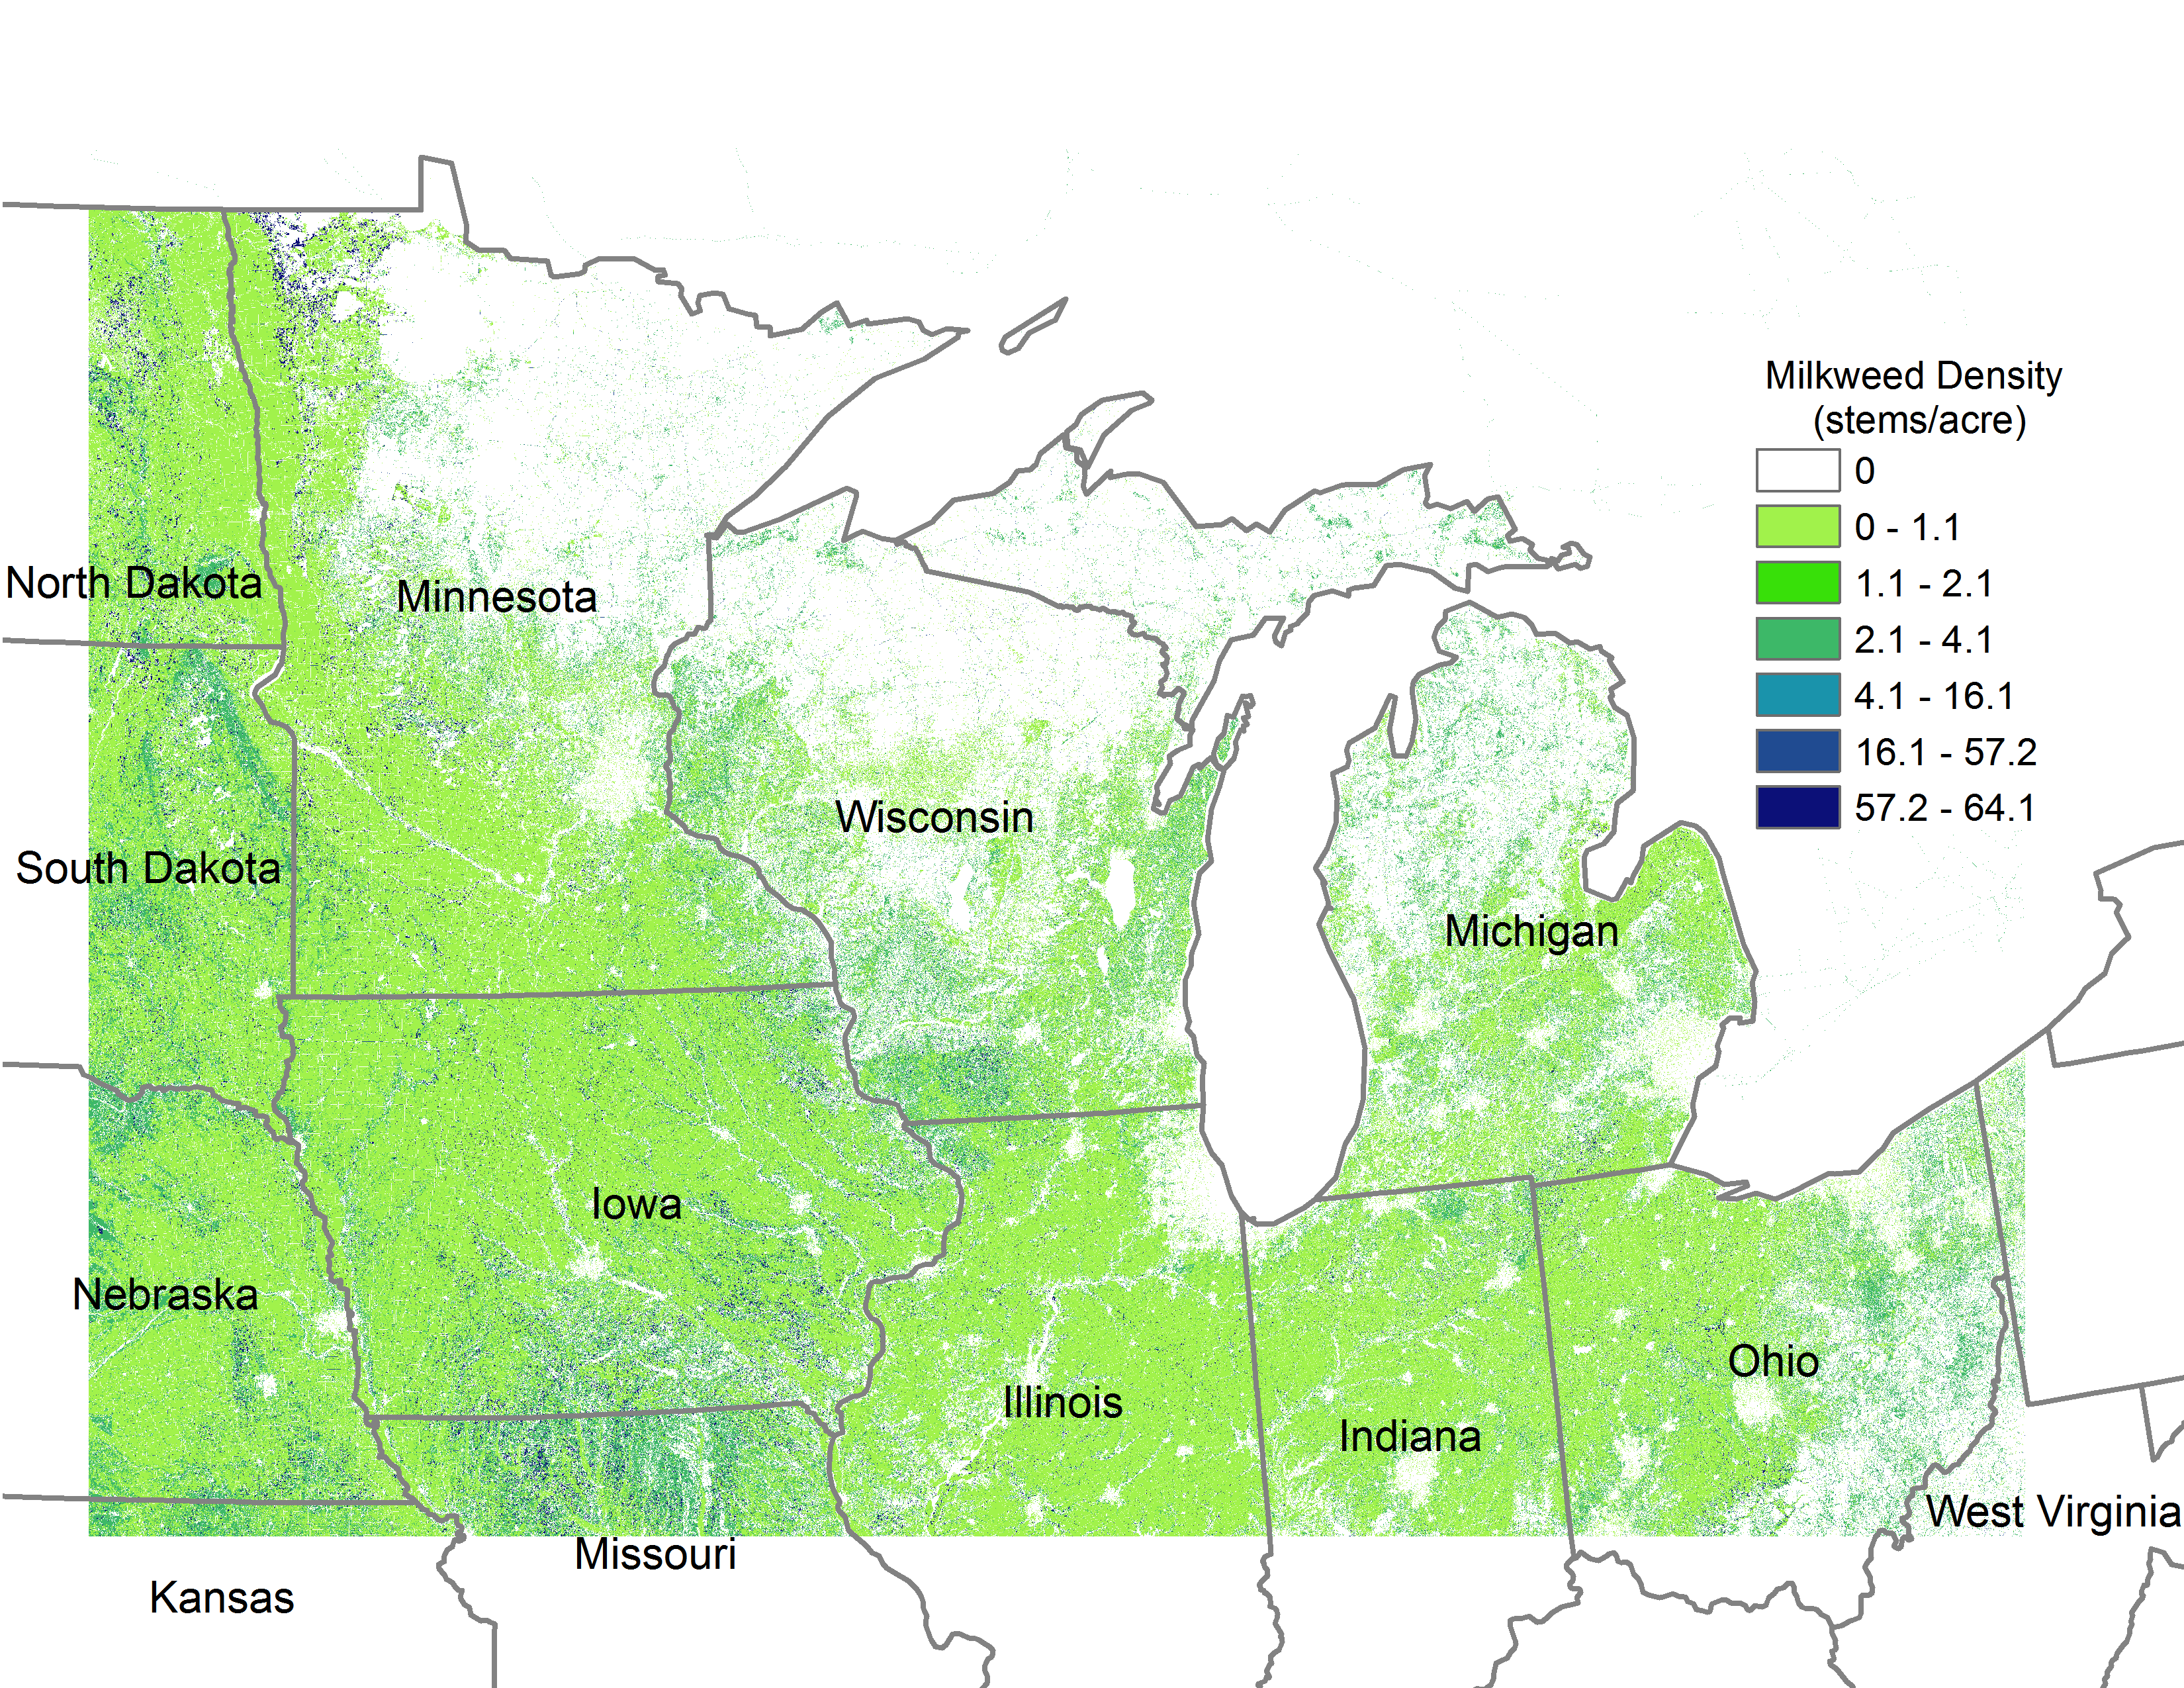 Milkweed Density
(stems/acre)
0
0 - 1.1
1.1 - 2.1
2.1 - 4.1
4.1 - 16.1
16.1 - 57.2
57.2 - 64.1
North Dakota
Minnesota
South Dakota
Wisconsin
Michigan
Nebraska
Iowa
Illinois
Indiana
Ohio
West Virginia
Missouri
Kansas